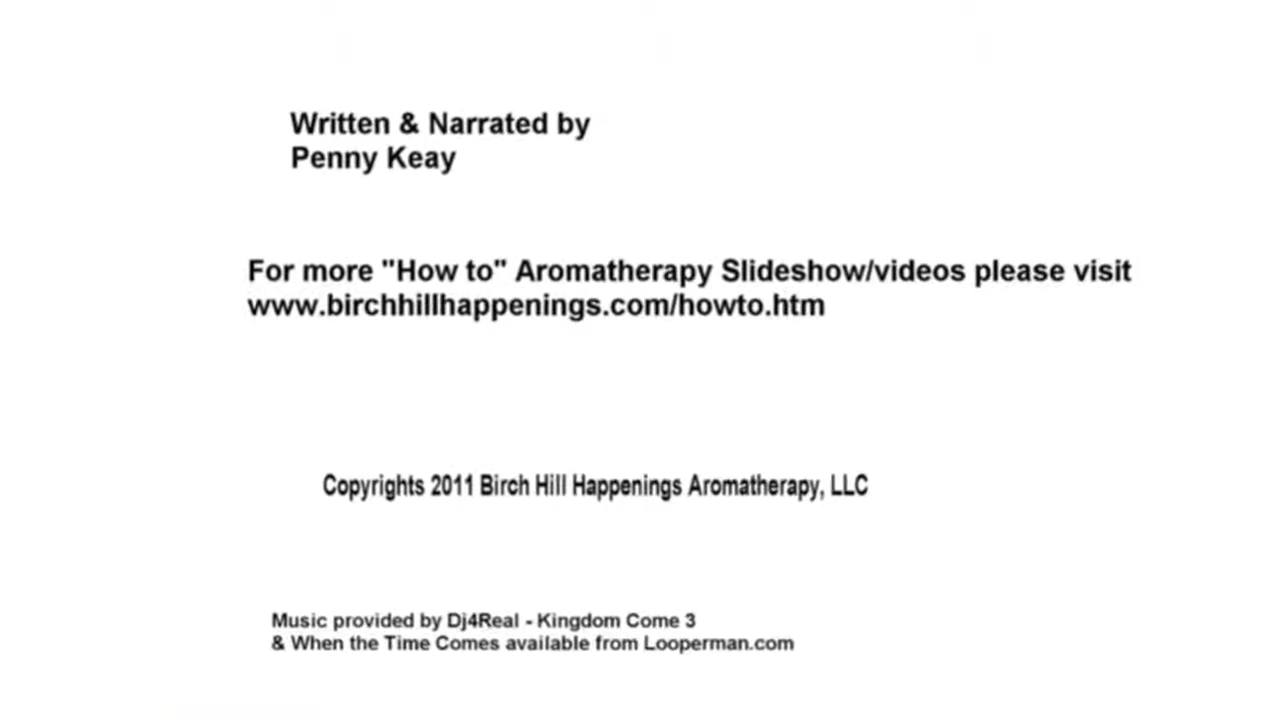 Written & Narrated by
Penny Keay
For more "How to" Aromatherapy Slideshow/videos please visit
www.birchhillhappenings.com/howto.htm
Copyrights 2011 Birch Hill Happenings Aromatherapy, LLC
Music provided by Dj4Real - Kingdom Come 3
& When the Time Comes available from Looperman.com